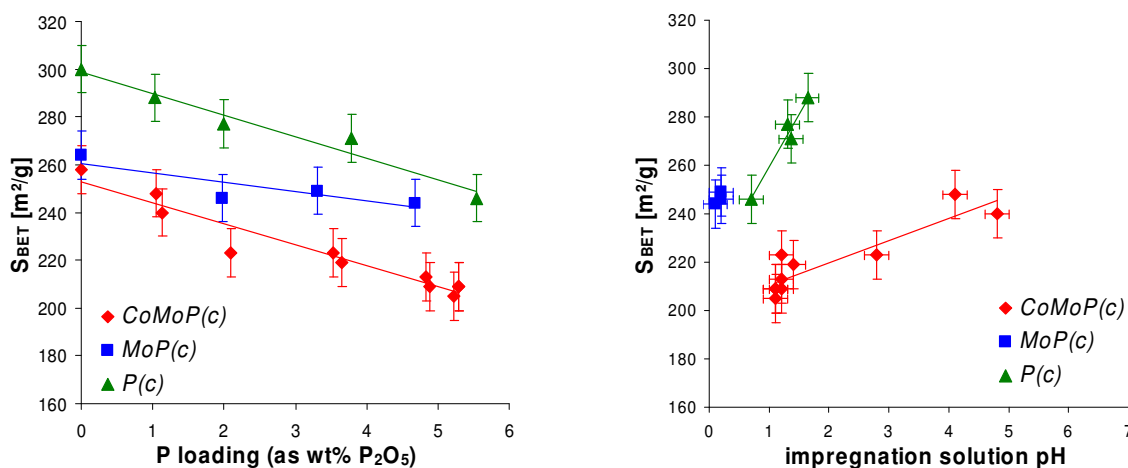 320
300
280
260
240
220
200
180
160
S_BET [m²/g]
0 1 2 3 4 5 6
P loading (as wt% P₂O₅)
CoMoP(c)
MoP(c)
P(c)
320
300
280
260
240
220
200
180
160
S_BET [m²/g]
0 1 2 3 4 5 6 7
impregnation solution pH
CoMoP(c)
MoP(c)
P(c)